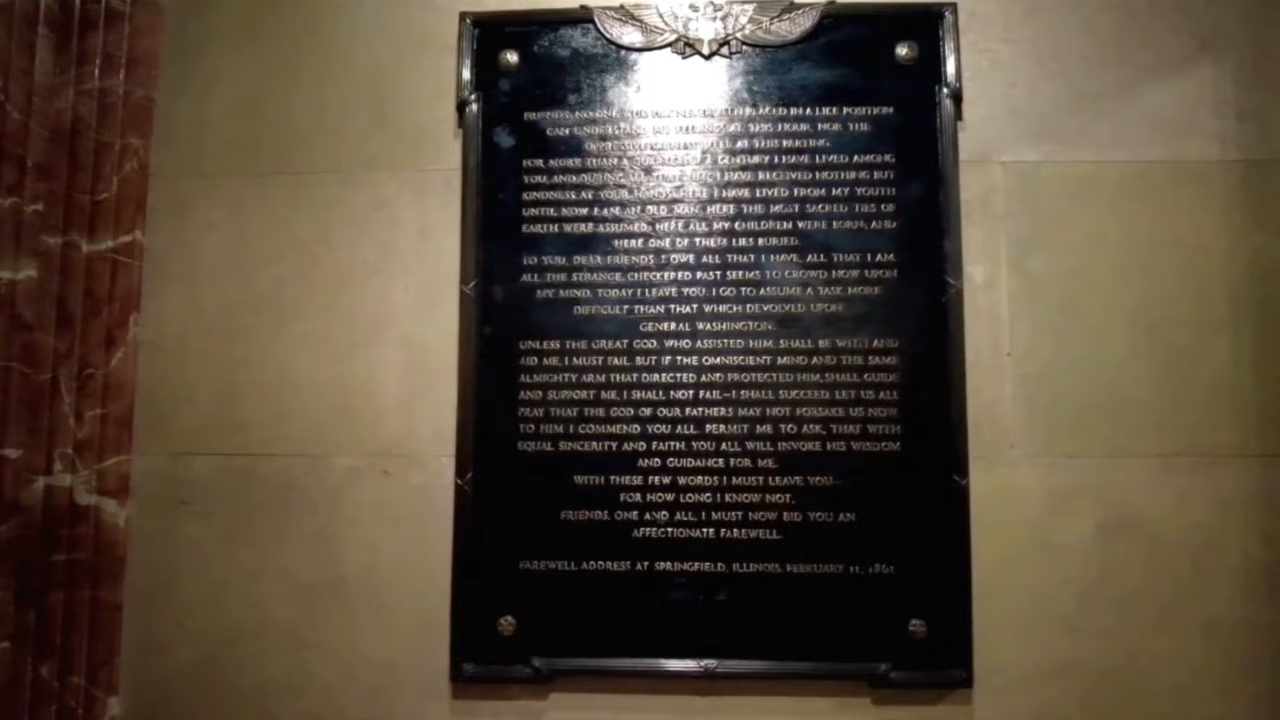 FRIENDS, NO ONE WHO HAS NEVER BEEN PLACED IN A LIKE POSITION
CAN UNDERSTAND MY FEELINGS AT THIS HOUR, NOR THE
OPPRESSIVE SADNESS I FEEL AT THIS PARTING.
FOR MORE THAN A QUARTER OF A CENTURY I HAVE LIVED AMONG
YOU, AND DURING ALL THAT TIME I HAVE RECEIVED NOTHING BUT
KINDNESS AT YOUR HANDS. HERE I HAVE LIVED FROM MY YOUTH
UNTIL NOW I AM AN OLD MAN. HERE THE MOST SACRED TIES OF
EARTH WERE ASSUMED; HERE ALL MY CHILDREN WERE BORN; AND
HERE ONE OF THEM LIES BURIED.
TO YOU, DEAR FRIENDS, I OWE ALL THAT I HAVE, ALL THAT I AM.
ALL THE STRANGE, CHECKERED PAST SEEMS TO CROWD NOW UPON
MY MIND. TODAY I LEAVE YOU; I GO TO ASSUME A TASK MORE
DIFFICULT THAN THAT WHICH DEVOLVED UPON
GENERAL WASHINGTON.
UNLESS THE GREAT GOD, WHO ASSISTED HIM, SHALL BE WITH AND
AID ME, I MUST FAIL. BUT IF THE OMNISCIENT MIND AND THE SAME
ALMIGHTY ARM THAT DIRECTED AND PROTECTED HIM, SHALL GUIDE
AND SUPPORT ME, I SHALL NOT FAIL—I SHALL SUCCEED. LET US ALL
PRAY THAT THE GOD OF OUR FATHERS MAY NOT FORSAKE US NOW.
TO HIM I COMMEND YOU ALL. PERMIT ME TO ASK, THAT WITH
EQUAL SINCERITY AND FAITH, YOU ALL WILL INVOKE HIS WISDOM
AND GUIDANCE FOR ME.
WITH THESE FEW WORDS I MUST LEAVE YOU—
FOR HOW LONG I KNOW NOT.
FRIENDS, ONE AND ALL, I MUST NOW BID YOU AN
AFFECTIONATE FAREWELL.
FAREWELL ADDRESS AT SPRINGFIELD, ILLINOIS, FEBRUARY 11, 1861